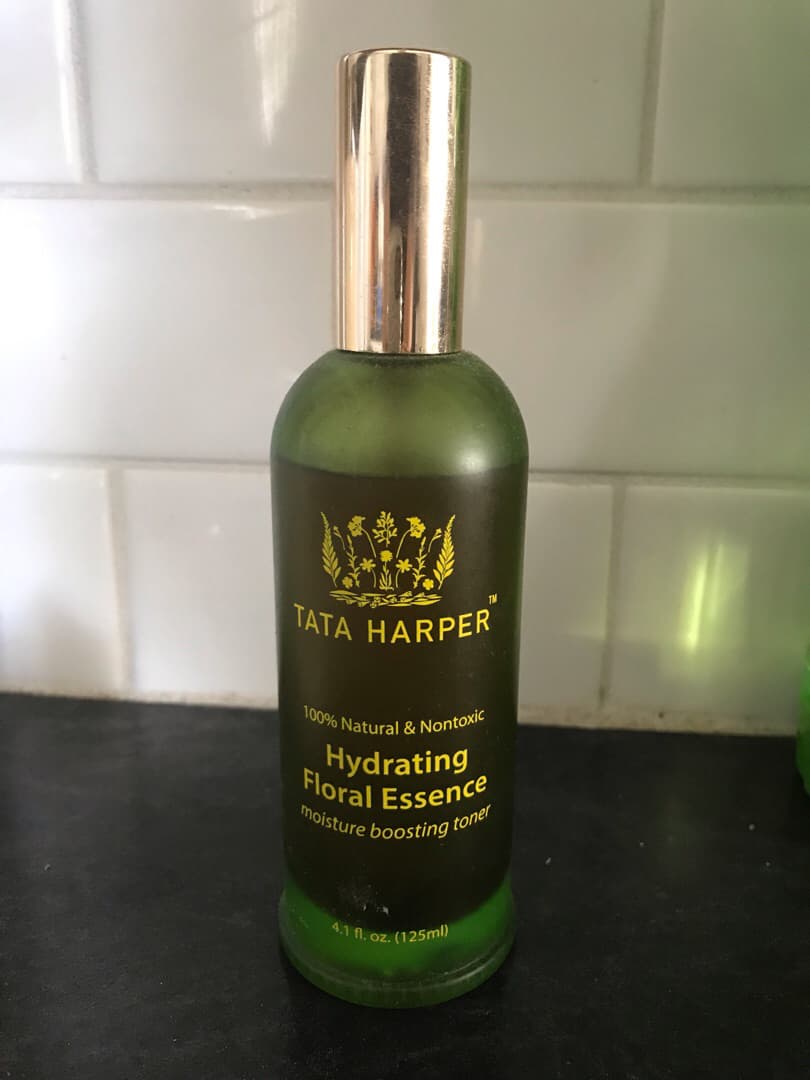 TATA HARPER™
100% Natural & Nontoxic
Hydrating
Floral Essence
moisture boosting toner
4.1 fl. oz. (125ml)